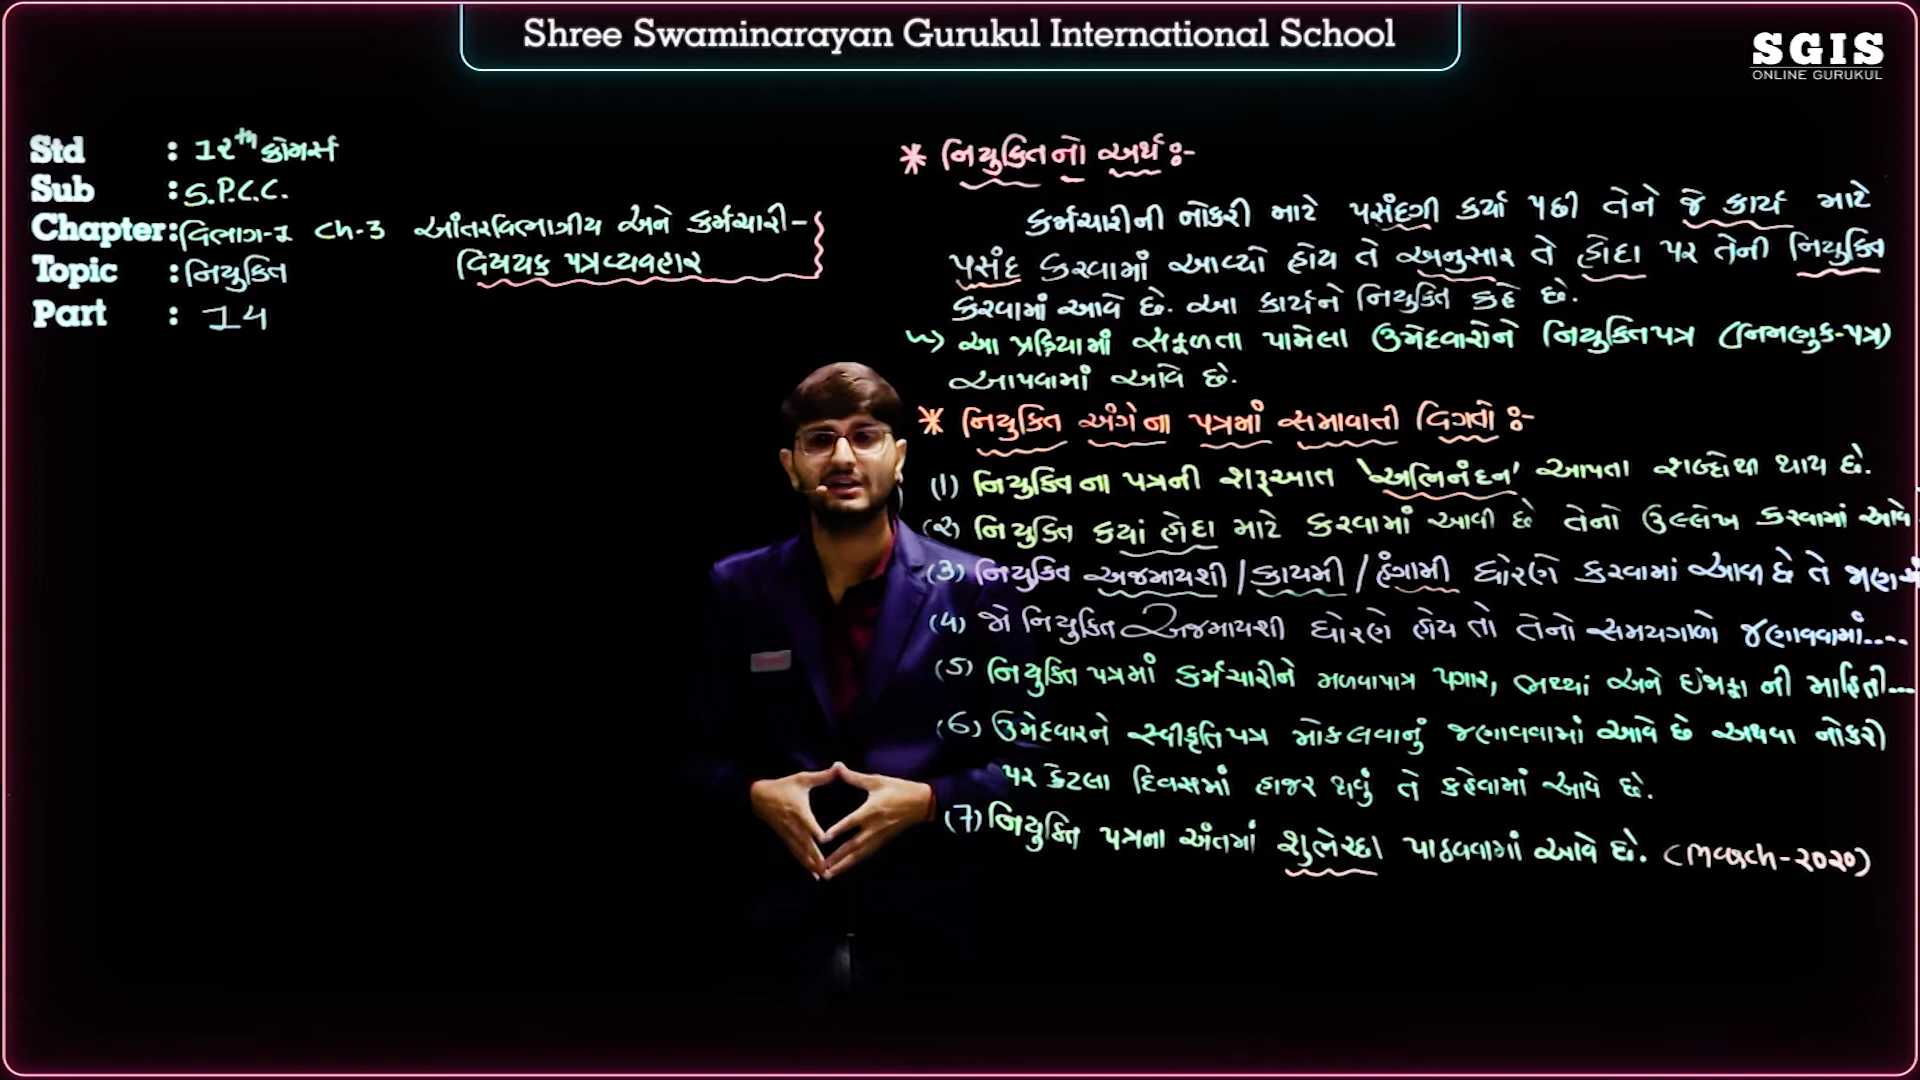 Shree Swaminarayan Gurukul International School
SGIS
ONLINE GURUKUL
Std : 12th કોમર્સ
Sub : S.P.C.C.
Chapter : વિભાગ-1 Ch-3 આંતરવિભાગીય અને કર્મચારી-
વિષયક પત્રવ્યવહાર
Topic : નિયુક્તિ
Part : 14
* નિયુક્તિનો અર્થ :-
કર્મચારીની નોકરી માટે પસંદગી કર્યા પછી તેને જે કાર્ય માટે
પસંદ કરવામાં આવ્યો હોય તે અનુસાર તે હોદા પર તેની નિયુક્તિ
કરવામાં આવે છે. આ કાર્યને નિયુક્તિ કહે છે.
આ પ્રક્રિયામાં સફળતા પામેલા ઉમેદવારોને નિયુક્તિપત્ર (નિમણુક-પત્ર)
આપવામાં આવે છે.
* નિયુક્તિ અંગેના પત્રમાં સમાવાતી વિગતો :-
(1) નિયુક્તિના પત્રની શરૂઆત 'અભિનંદન' આપતા શબ્દોથી થાય છે.
(૨) નિયુક્તિ કયાં હોદા માટે કરવામાં આવી છે તેનો ઉલ્લેખ કરવામાં આવે
(3) નિયુક્તિ અજમાયશી / કાયમી / હંગામી ધોરણે કરવામાં આવી છે તે
(4) જો નિયુક્તિ અજમાયશી ધોરણે હોય તો તેનો સમયગાળો જણાવવામાં....
(5) નિયુક્તિ પત્રમાં કર્મચારીને મળવાપાત્ર પગાર, ભથ્થાં અને ઇજાફા ની માહિતી...
(6) ઉમેદવારને સ્વીકૃતિપત્ર મોકલવાનું જણાવવામાં આવે છે અથવા નોકરી
પર કેટલા દિવસમાં હાજર થવું તે કહેવામાં આવે છે.
(7) નિયુક્તિ પત્રના અંતમાં શુભેચ્છા પાઠવવામાં આવે છે. (March-૨૦૨૦)